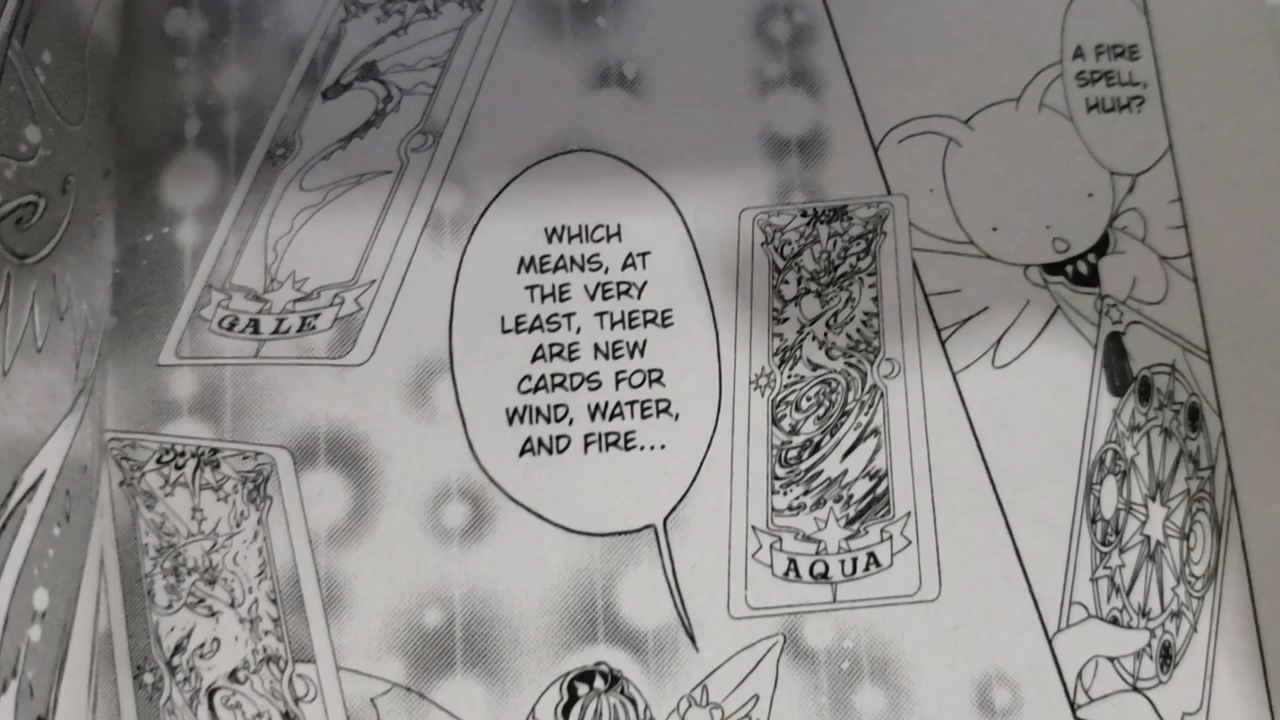 A FIRE
SPELL,
HUH?
WHICH
MEANS, AT
THE VERY
LEAST, THERE
ARE NEW
CARDS FOR
WIND, WATER,
AND FIRE...
GALE
AQUA